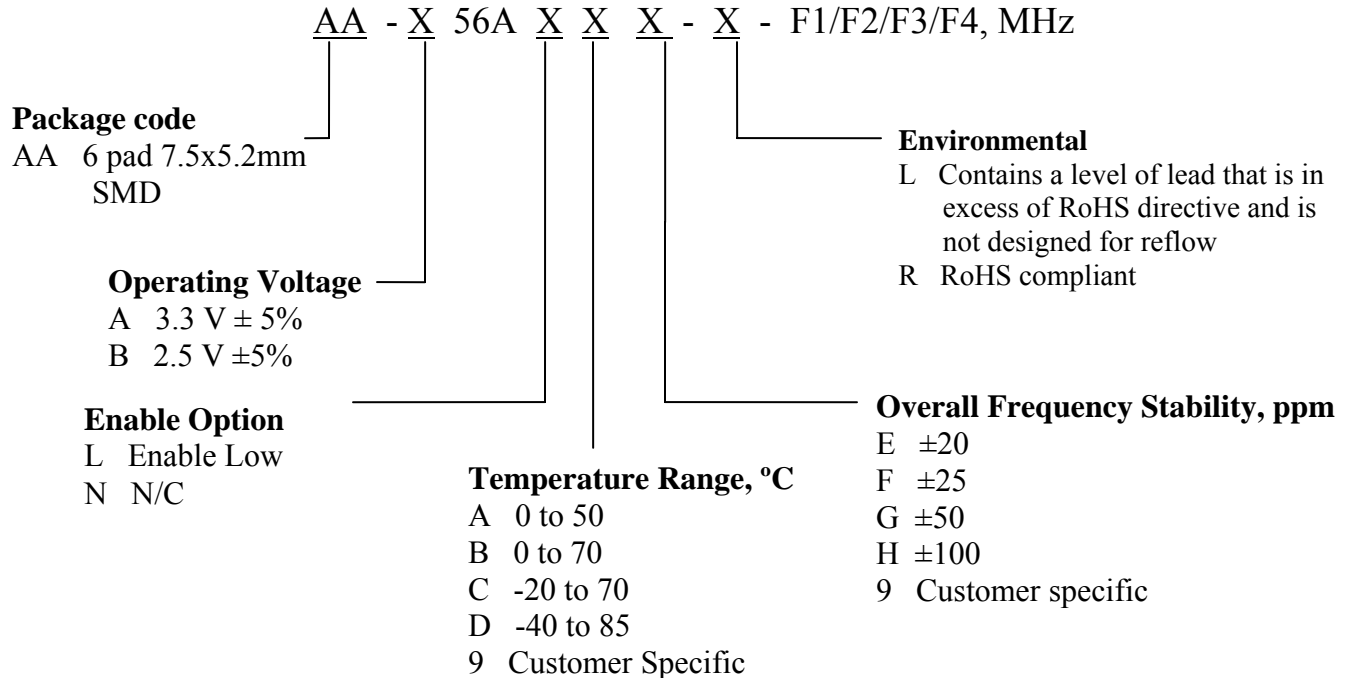 AA - X 56A X X X - X - F1/F2/F3/F4, MHz
Package code
AA 6 pad 7.5x5.2mm
SMD
Operating Voltage
A 3.3 V ± 5%
B 2.5 V ±5%
Enable Option
L Enable Low
N N/C
Temperature Range, ºC
A 0 to 50
B 0 to 70
C -20 to 70
D -40 to 85
9 Customer Specific
Environmental
L Contains a level of lead that is in
excess of RoHS directive and is
not designed for reflow
R RoHS compliant
Overall Frequency Stability, ppm
E ±20
F ±25
G ±50
H ±100
9 Customer specific